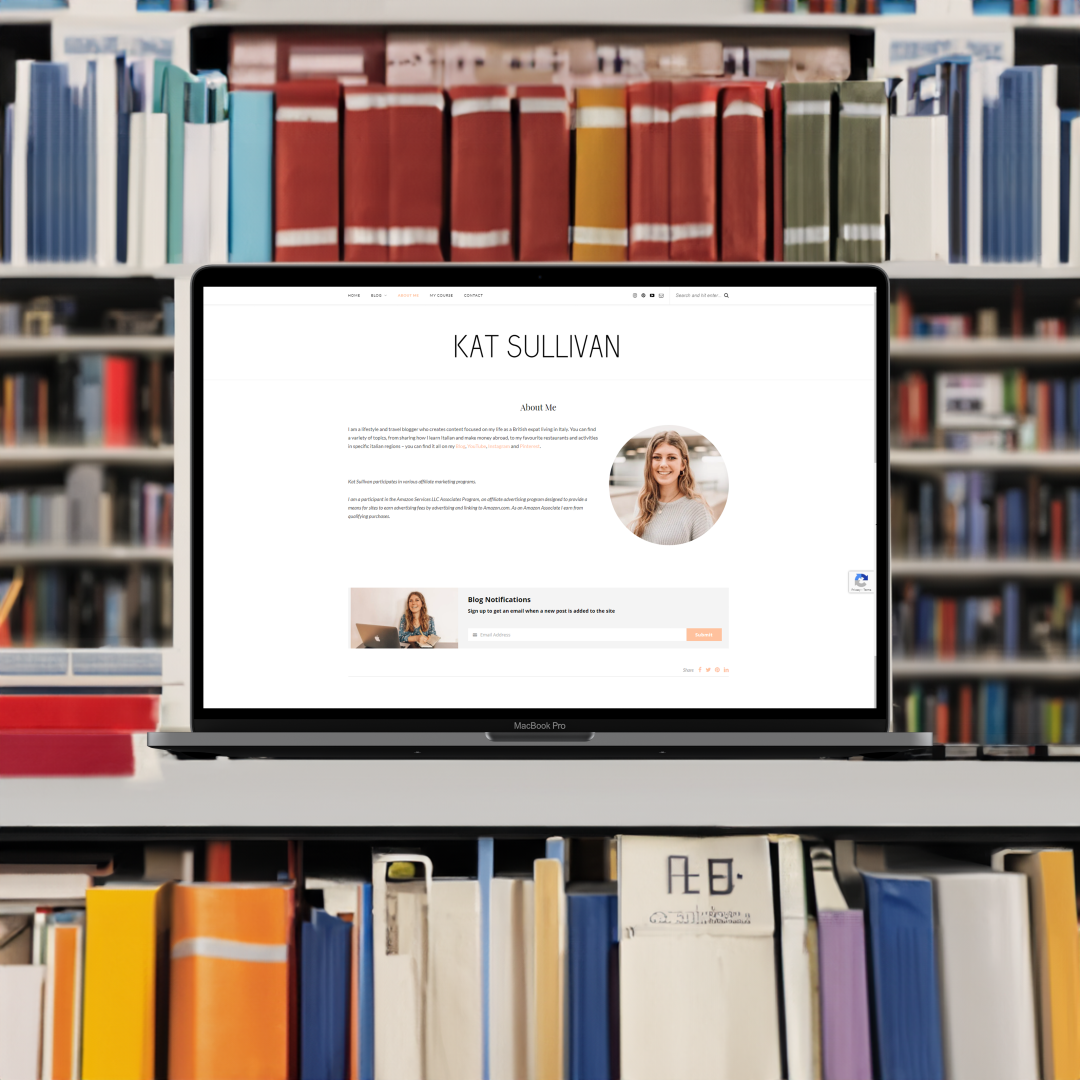 HOME BLOG ABOUT ME MY COURSE CONTACT Search and hit enter...
KAT SULLIVAN
About Me
I am a lifestyle and travel blogger who creates content focused on my life as a British expat living in Italy. You can find
a variety of topics, from sharing how I learn Italian and make money abroad, to my favourite restaurants and activities
in specific Italian regions – you can find it all on my Blog, YouTube, Instagram and Pinterest.
Kat Sullivan participates in various affiliate marketing programs.
I am a participant in the Amazon Services LLC Associates Program, an affiliate advertising program designed to provide a
means for sites to earn advertising fees by advertising and linking to Amazon.com. As an Amazon Associate I earn from
qualifying purchases.
Privacy - Terms
Blog Notifications
Sign up to get an email when a new post is added to the site
Email Address SUBMIT
Share
MacBook Pro